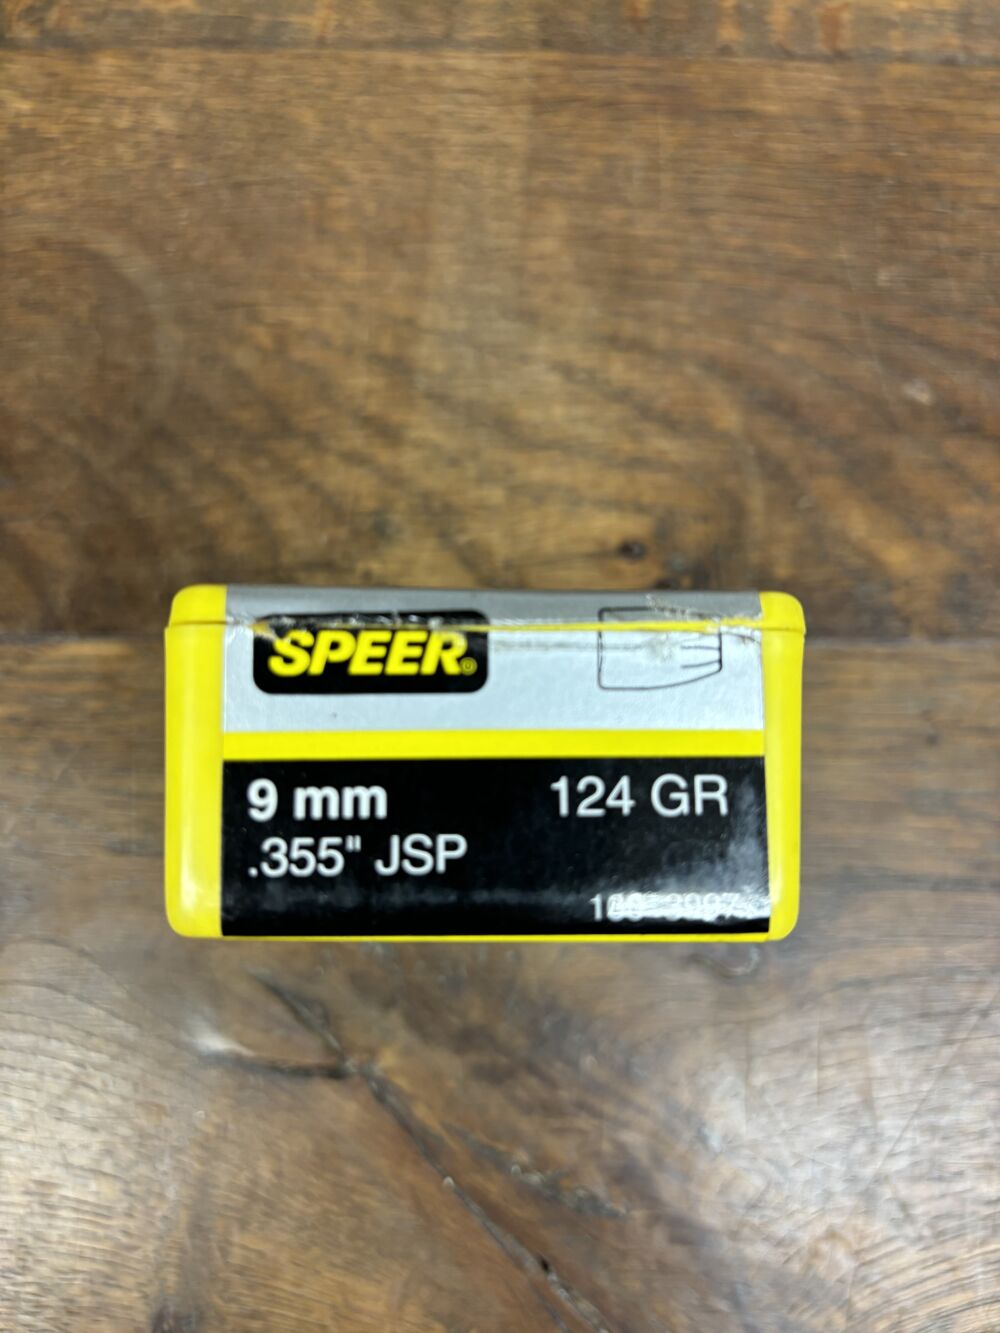 SPEER®
9 mm
124 GR
.355" JSP